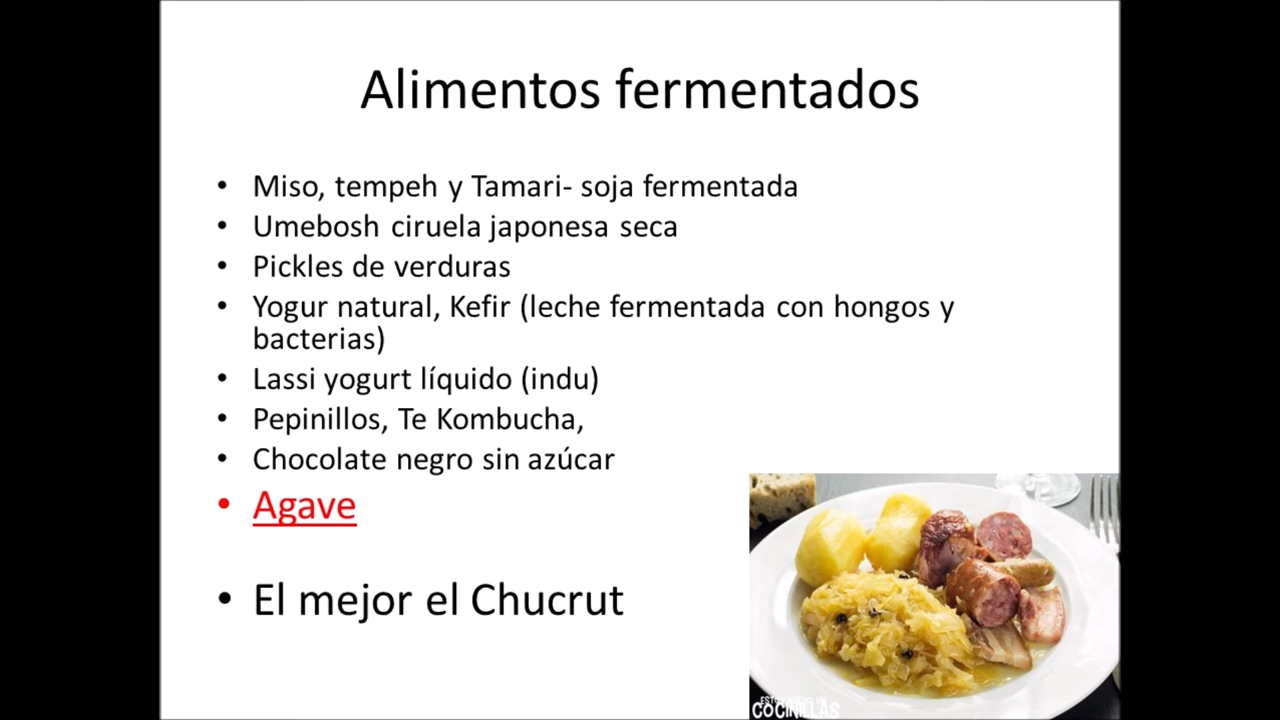 Alimentos fermentados
• Miso, tempeh y Tamari- soja fermentada
• Umebosh ciruela japonesa seca
• Pickles de verduras
• Yogur natural, Kefir (leche fermentada con hongos y
bacterias)
• Lassi yogurt líquido (indu)
• Pepinillos, Te Kombucha,
• Chocolate negro sin azúcar
• Agave
• El mejor el Chucrut
COCINILLAS